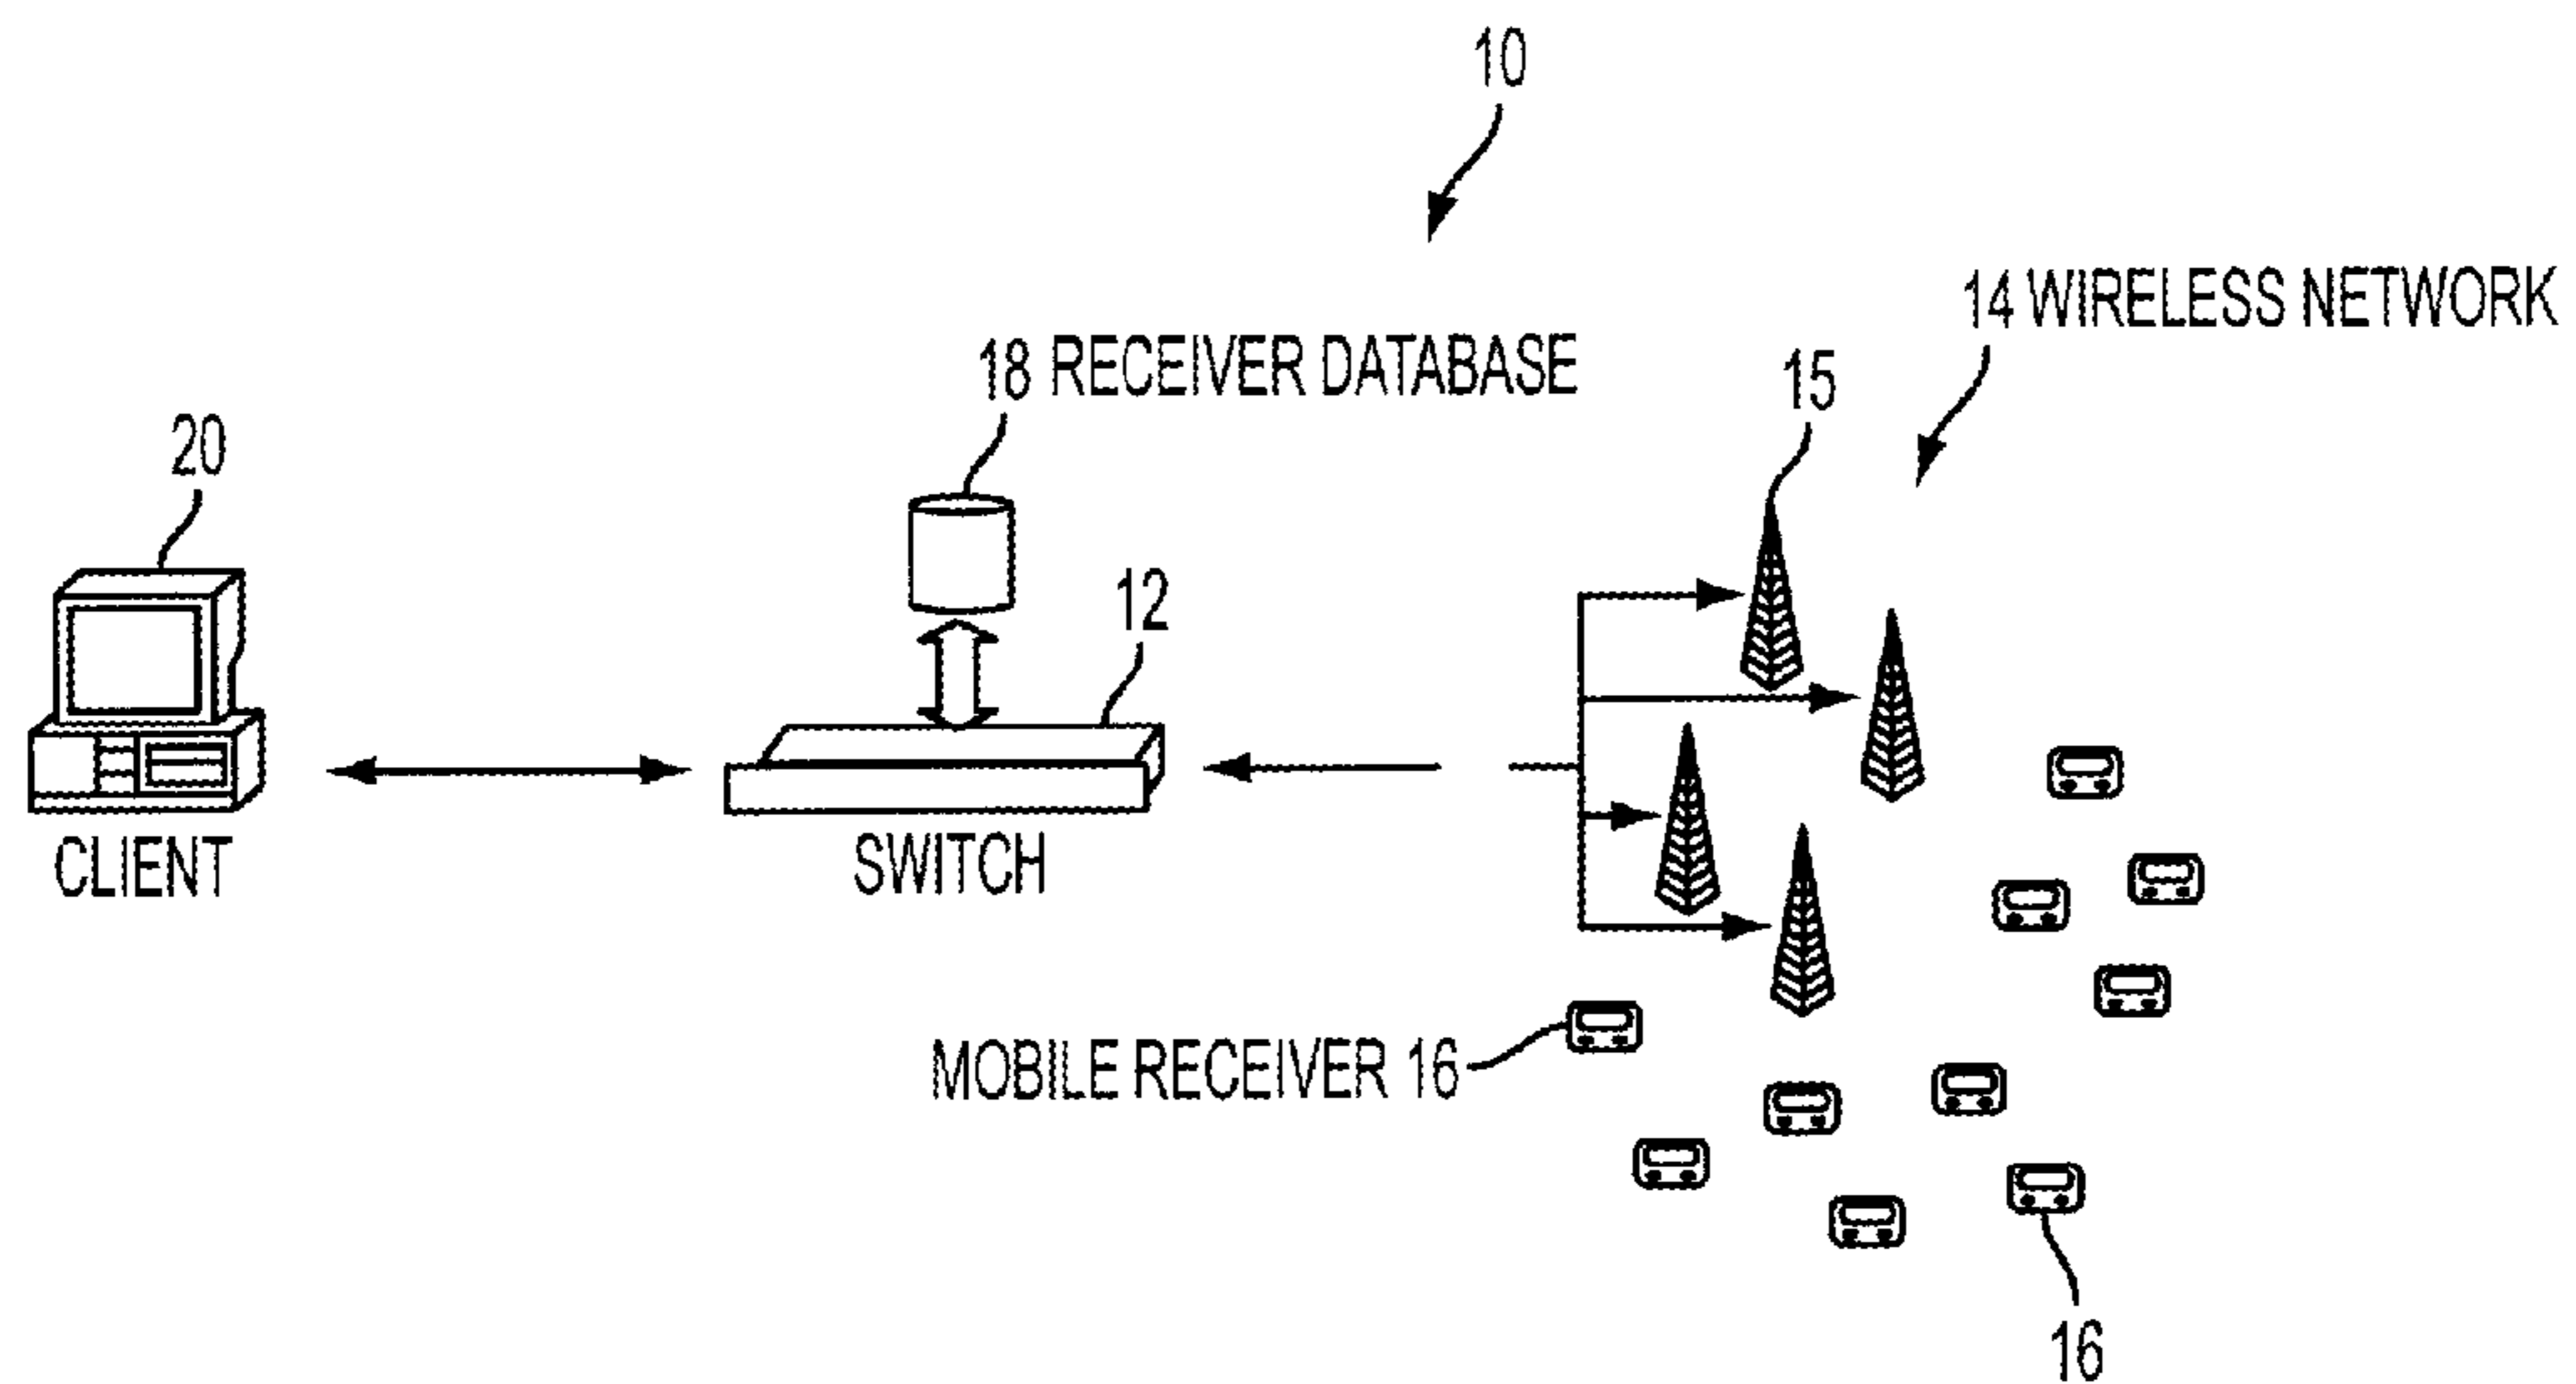 10
14 WIRELESS NETWORK
18 RECEIVER DATABASE
15
20
12
CLIENT
SWITCH
MOBILE RECEIVER 16
16